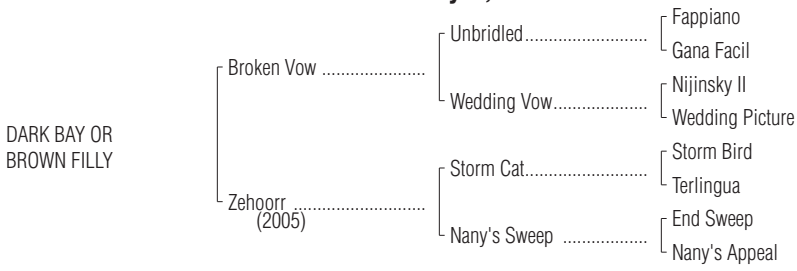 Fappiano
Unbridled..........................
Gana Facil
Broken Vow ......................
Nijinsky II
Wedding Vow....................
Wedding Picture
DARK BAY OR
BROWN FILLY
Storm Bird
Storm Cat..........................
Terlingua
Zehoorr ............................
(2005)
End Sweep
Nany's Sweep ..................
Nany's Appeal